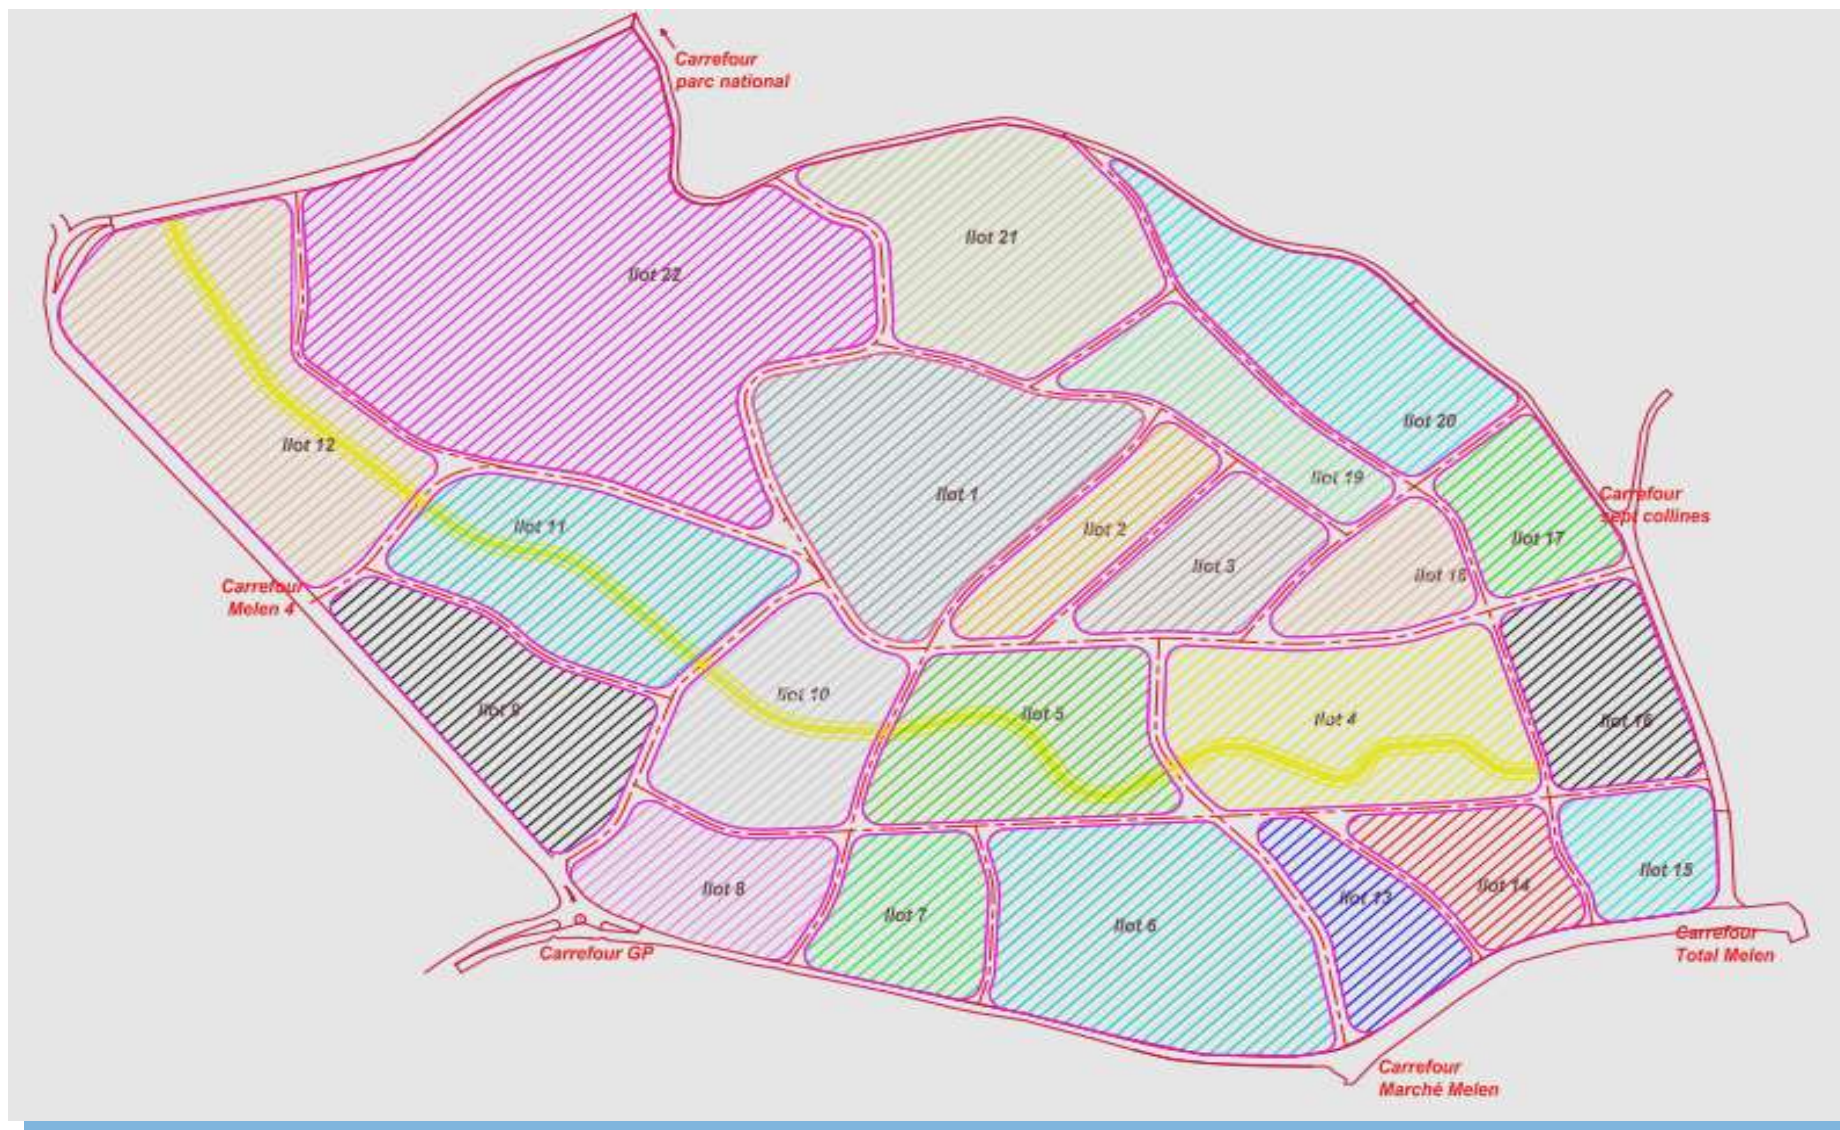 Carrefour
parc national
Ilot 21
Ilot 22
Ilot 20
Ilot 12
Ilot 19
Ilot 1
Carrefour
sept collines
Ilot 11
Ilot 2
Ilot 17
Ilot 3
Ilot 18
Carrefour
Melen 4
Ilot 10
Ilot 9
Ilot 5
Ilot 4
Ilot 16
Ilot 15
Ilot 8
Ilot 14
Ilot 13
Ilot 7
Ilot 6
Carrefour
Total Melen
Carrefour GP
Carrefour
Marché Melen